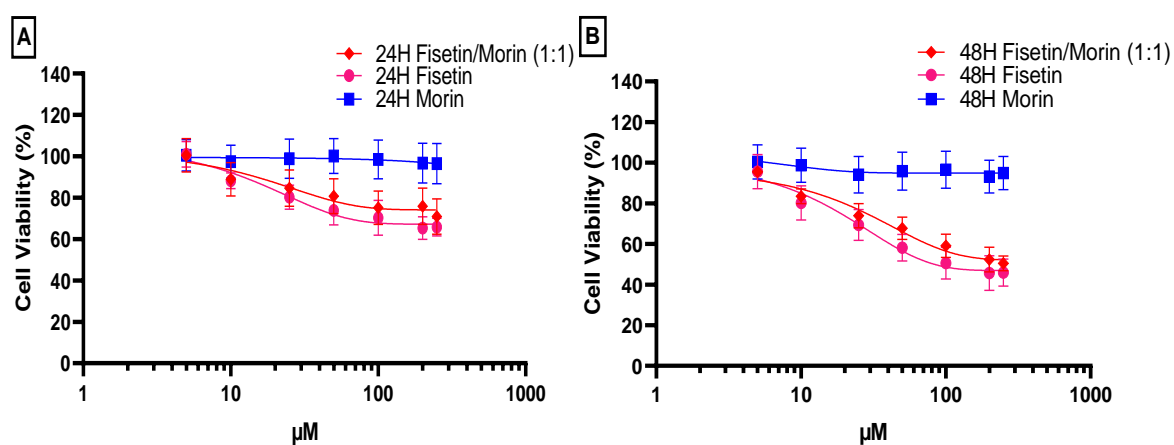 A
24H Fisetin/Morin (1:1)
24H Fisetin
24H Morin
140
120
100
80
60
40
20
0
Cell Viability (%)
1
10
100
1000
µM
B
48H Fisetin/Morin (1:1)
48H Fisetin
48H Morin
140
120
100
80
60
40
20
0
Cell Viability (%)
1
10
100
1000
µM